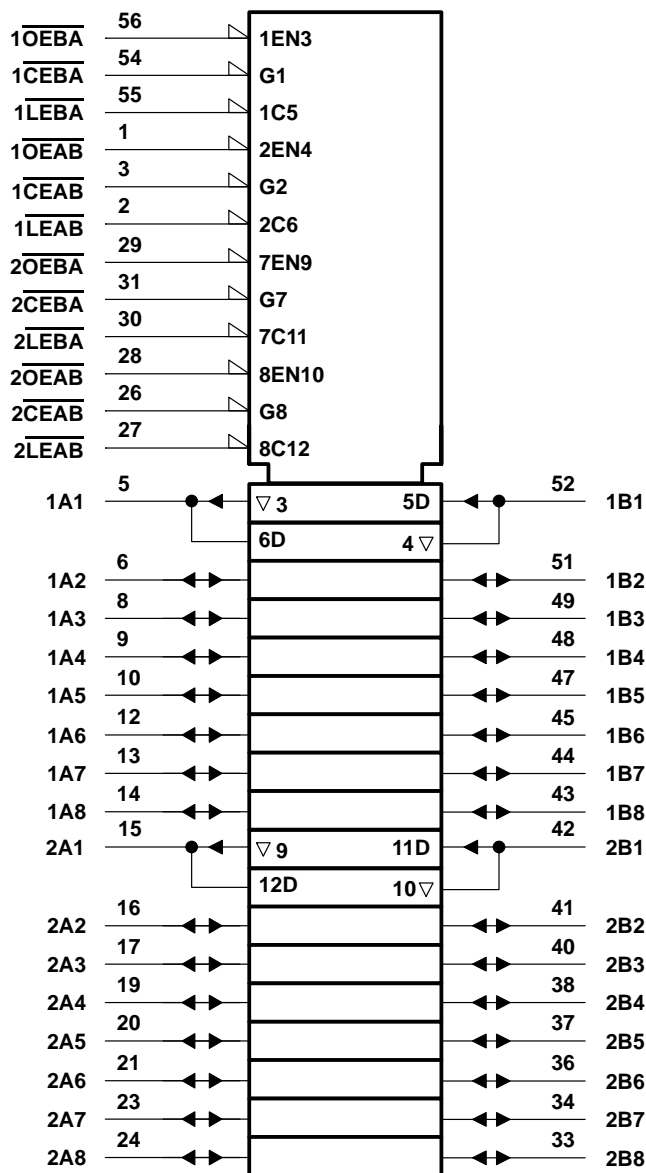 1OEBA 56 1EN3
1CEBA 54 G1
1LEBA 55 1C5
1OEAB 1 2EN4
1CEAB 3 G2
1LEAB 2 2C6
2OEBA 29 7EN9
2CEBA 31 G7
2LEBA 30 7C11
2OEAB 28 8EN10
2CEAB 26 G8
2LEAB 27 8C12
1A1 5 ▽ 3 5D 52 1B1
6D 4 ▽
1A2 6 51 1B2
1A3 8 49 1B3
1A4 9 48 1B4
1A5 10 47 1B5
1A6 12 45 1B6
1A7 13 44 1B7
1A8 14 43 1B8
2A1 15 ▽ 9 11D 42 2B1
12D 10 ▽
2A2 16 41 2B2
2A3 17 40 2B3
2A4 19 38 2B4
2A5 20 37 2B5
2A6 21 36 2B6
2A7 23 34 2B7
2A8 24 33 2B8